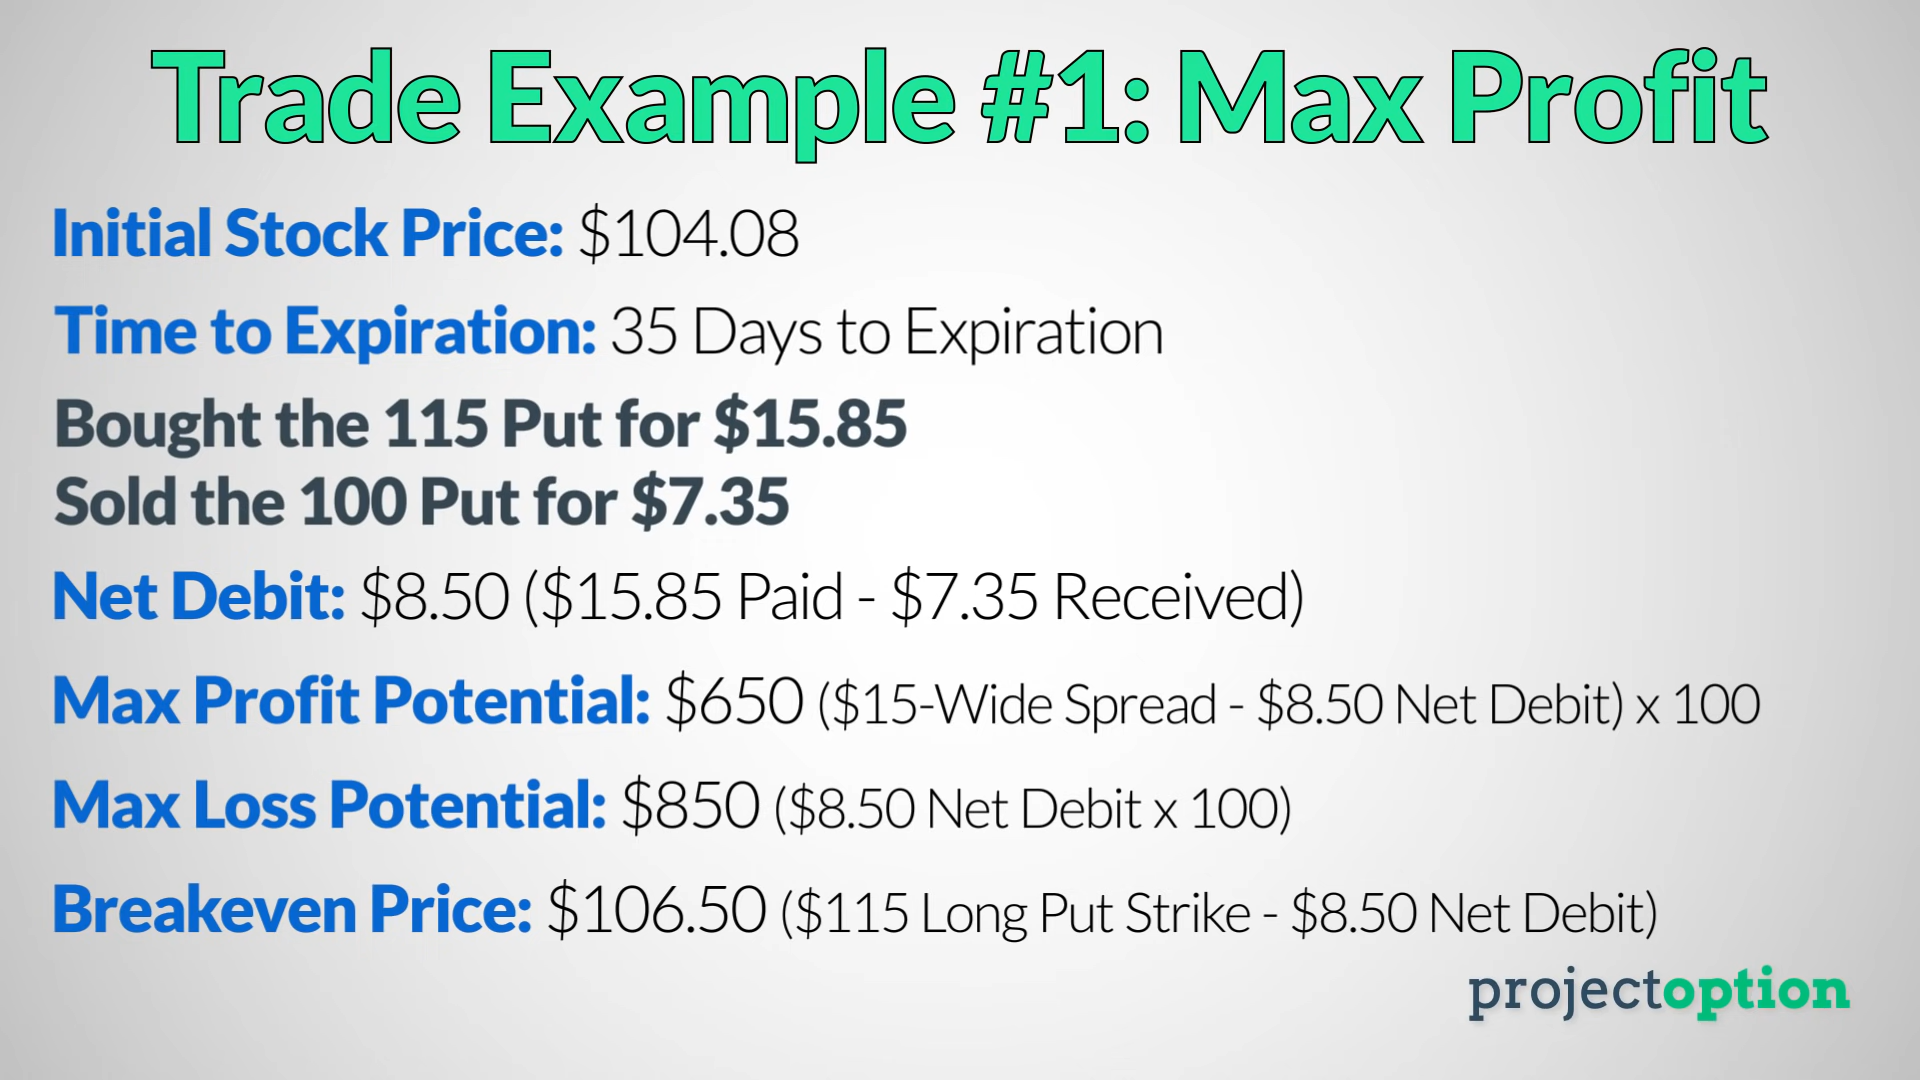 Trade Example #1: Max Profit
Initial Stock Price: $104.08
Time to Expiration: 35 Days to Expiration
Bought the 115 Put for $15.85
Sold the 100 Put for $7.35
Net Debit: $8.50 ($15.85 Paid - $7.35 Received)
Max Profit Potential: $650 ($15-Wide Spread - $8.50 Net Debit) x 100
Max Loss Potential: $850 ($8.50 Net Debit x 100)
Breakeven Price: $106.50 ($115 Long Put Strike - $8.50 Net Debit)
projectoption